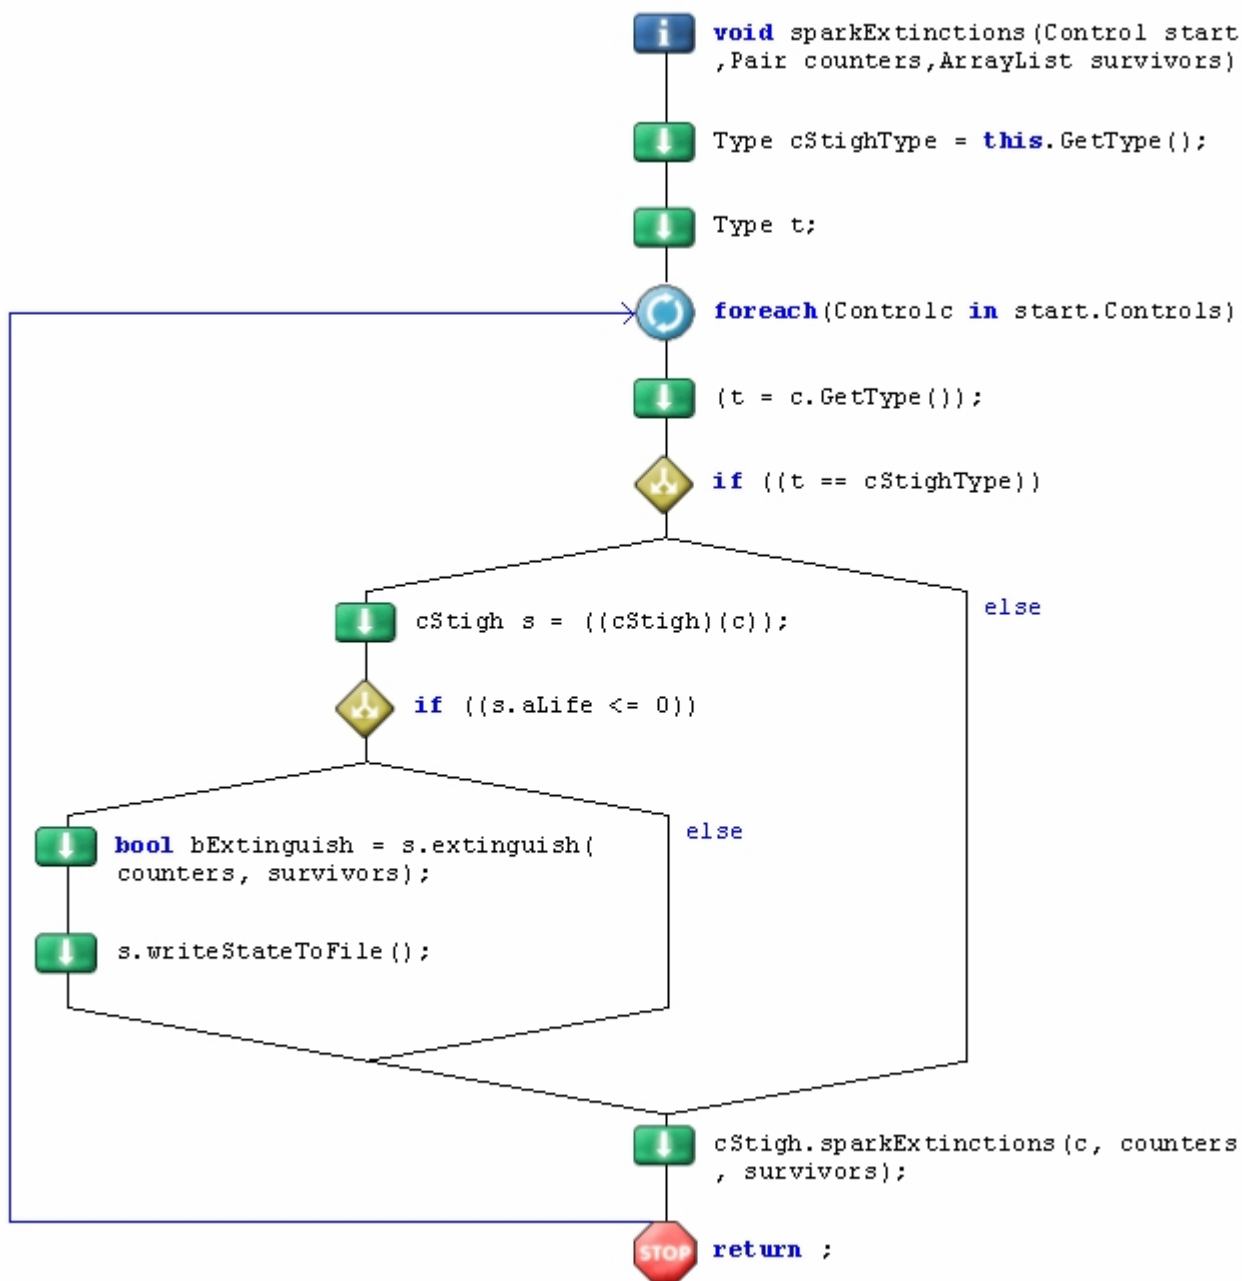 void sparkExtinctions(Control start
,Pair counters,ArrayList survivors)
Type cStighType = this.GetType();
Type t;
foreach(Controlc in start.Controls)
(t = c.GetType());
if ((t == cStighType))
else
cStigh s = ((cStigh)(c));
if ((s.aLife <= 0))
else
bool bExtinguish = s.extinguish(
counters, survivors);
s.writeStateToFile();
cStigh.sparkExtinctions(c, counters
, survivors);
STOP
return ;